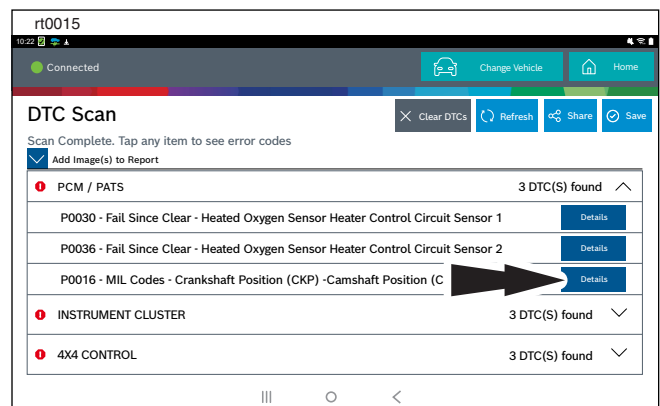 rt0015
10:22
Connected
Change Vehicle
Home
DTC Scan
Clear DTCs
Refresh
Share
Save
Scan Complete. Tap any item to see error codes
Add Image(s) to Report
PCM / PATS 3 DTC(S) found
P0030 - Fail Since Clear - Heated Oxygen Sensor Heater Control Circuit Sensor 1 Details
P0036 - Fail Since Clear - Heated Oxygen Sensor Heater Control Circuit Sensor 2 Details
P0016 - MIL Codes - Crankshaft Position (CKP) -Camshaft Position (C Details
INSTRUMENT CLUSTER 3 DTC(S) found
4X4 CONTROL 3 DTC(S) found